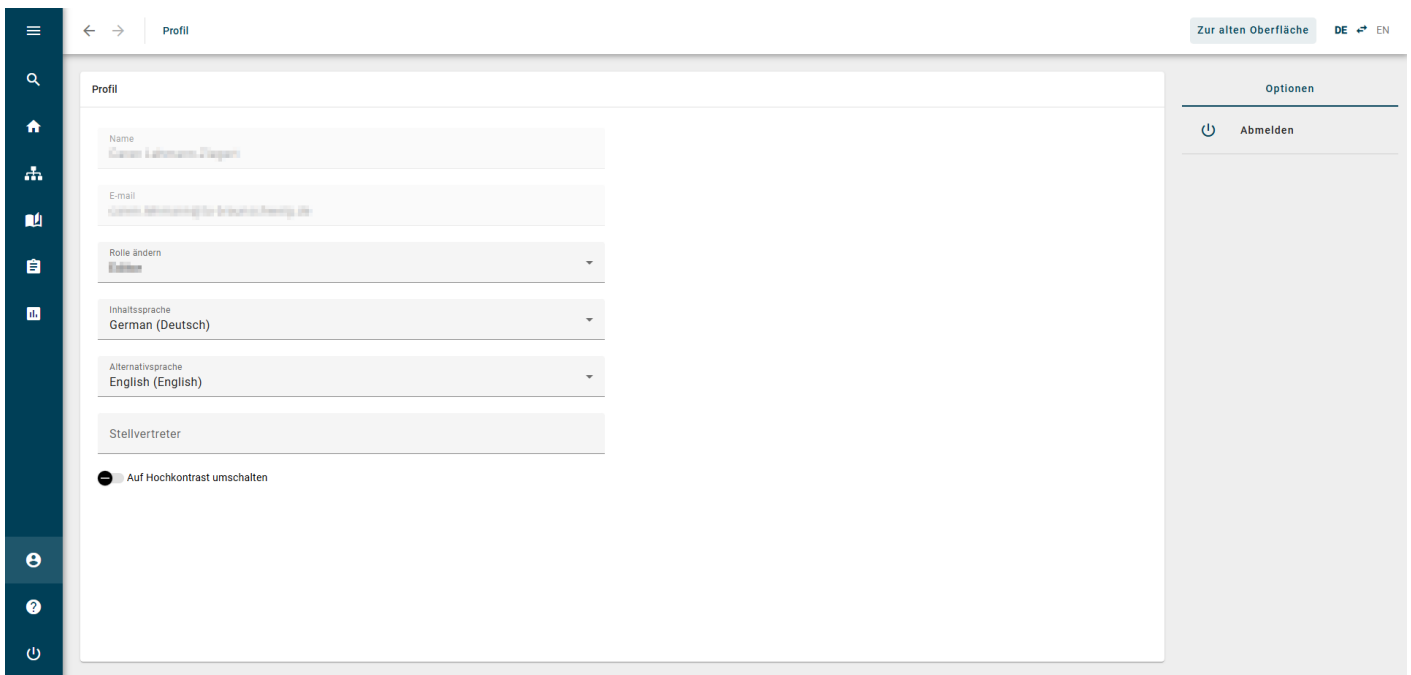 Profil
Zur alten Oberfläche
DE EN
Profil
Name
E-mail
Rolle ändern
Inhaltssprache
German (Deutsch)
Alternativsprache
English (English)
Stellvertreter
Auf Hochkontrast umschalten
Optionen
Abmelden